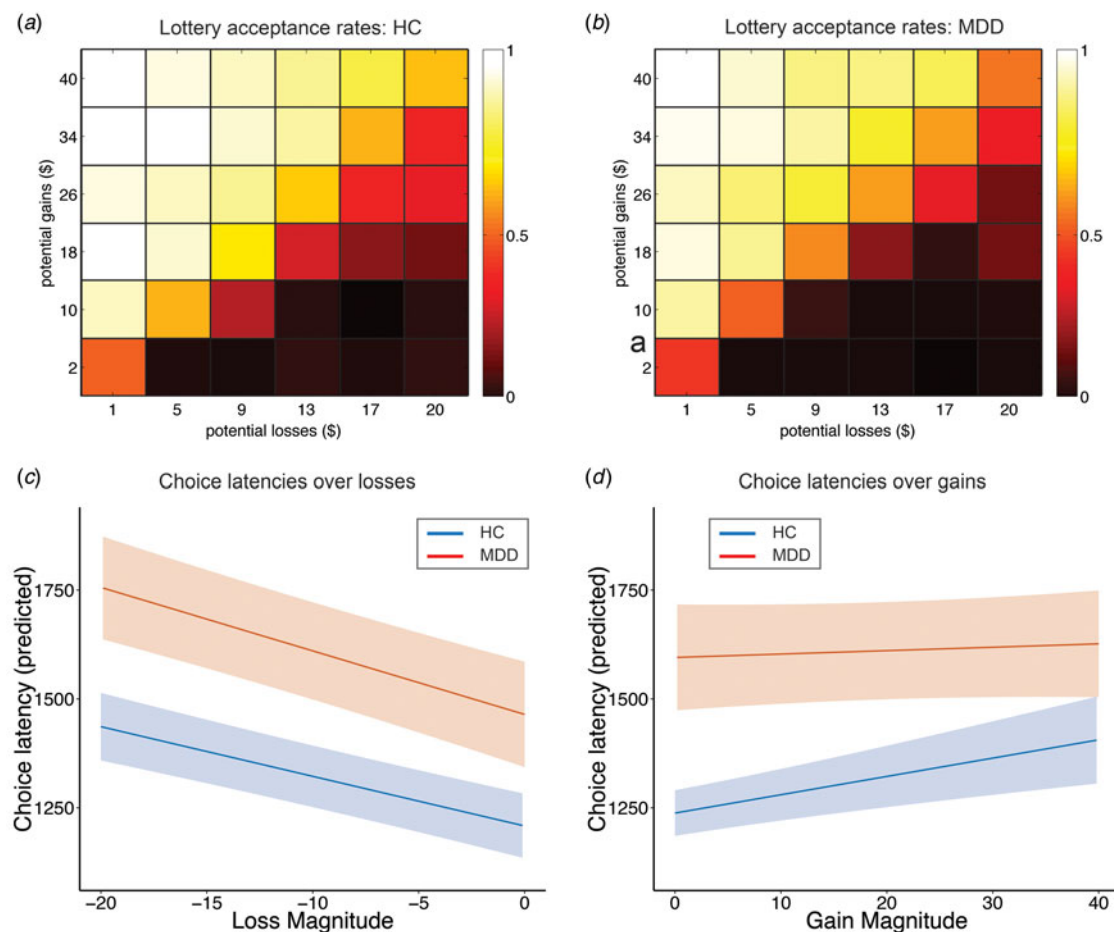 (a)
Lottery acceptance rates: HC
potential gains ($)
40
34
26
18
10
2
1 5 9 13 17 20
potential losses ($)
1
0.5
0
(b)
Lottery acceptance rates: MDD
potential gains ($)
40
34
26
18
10
a
2
1 5 9 13 17 20
potential losses ($)
1
0.5
0
(c)
Choice latencies over losses
HC
MDD
Choice latency (predicted)
1750
1500
1250
−20 −15 −10 −5 0
Loss Magnitude
(d)
Choice latencies over gains
HC
MDD
Choice latency (predicted)
1750
1500
1250
0 10 20 30 40
Gain Magnitude